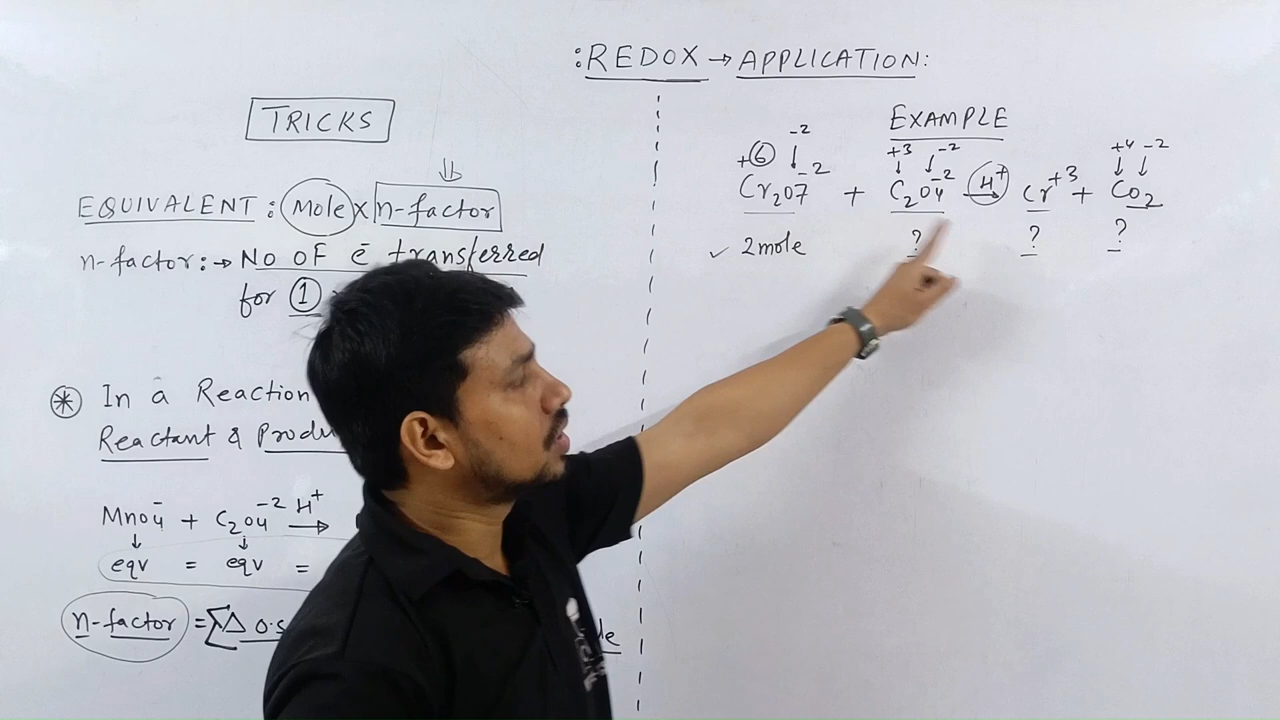 :REDOX → APPLICATION:
TRICKS
EQUIVALENT : Mole x n-factor
n-factor: → No OF ē transferred
for ①
⊛ In a Reaction
Reactant & Produ
MnO4⁻ + C2O4⁻² H⁺ →
↓ ↓
eqv = eqv =
n-factor = ∑Δ O.S
EXAMPLE
+⑥ -2 +3 -2 +4 -2
Cr2O7⁻² + C2O4⁻² H⁺ → Cr⁺³ + CO2
✓ 2mole ? ? ?